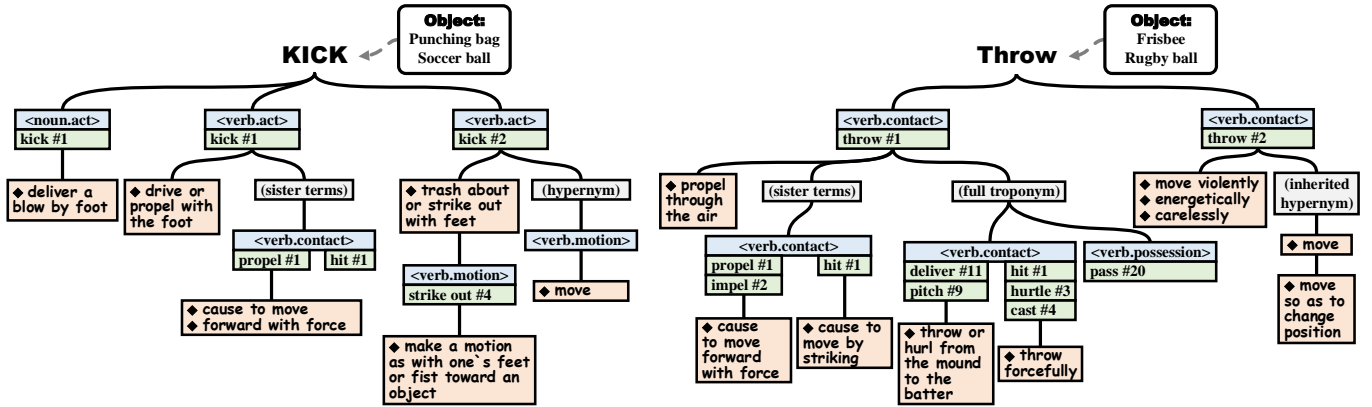 Object:
Punching bag
Soccer ball
KICK
<noun.act>
kick #1
◆ deliver a
blow by foot
<verb.act>
kick #1
◆ drive or
propel with
the foot
(sister terms)
<verb.contact>
propel #1
hit #1
◆ cause to move
◆ forward with force
<verb.act>
kick #2
◆ trash about
or strike out
with feet
<verb.motion>
strike out #4
◆ make a motion
as with one`s feet
or fist toward an
object
(hypernym)
<verb.motion>
◆ move
Object:
Frisbee
Rugby ball
Throw
<verb.contact>
throw #1
◆ propel
through
the air
(sister terms)
<verb.contact>
propel #1
impel #2
hit #1
◆ cause
to move
forward
with force
◆ cause to
move by
striking
(full troponym)
<verb.contact>
deliver #11
pitch #9
hit #1
hurtle #3
cast #4
◆ throw or
hurl from
the mound
to the
batter
◆ throw
forcefully
<verb.possession>
pass #20
<verb.contact>
throw #2
◆ move violently
◆ energetically
◆ carelessly
(inherited
hypernym)
◆ move
◆ move
so as to
change
position